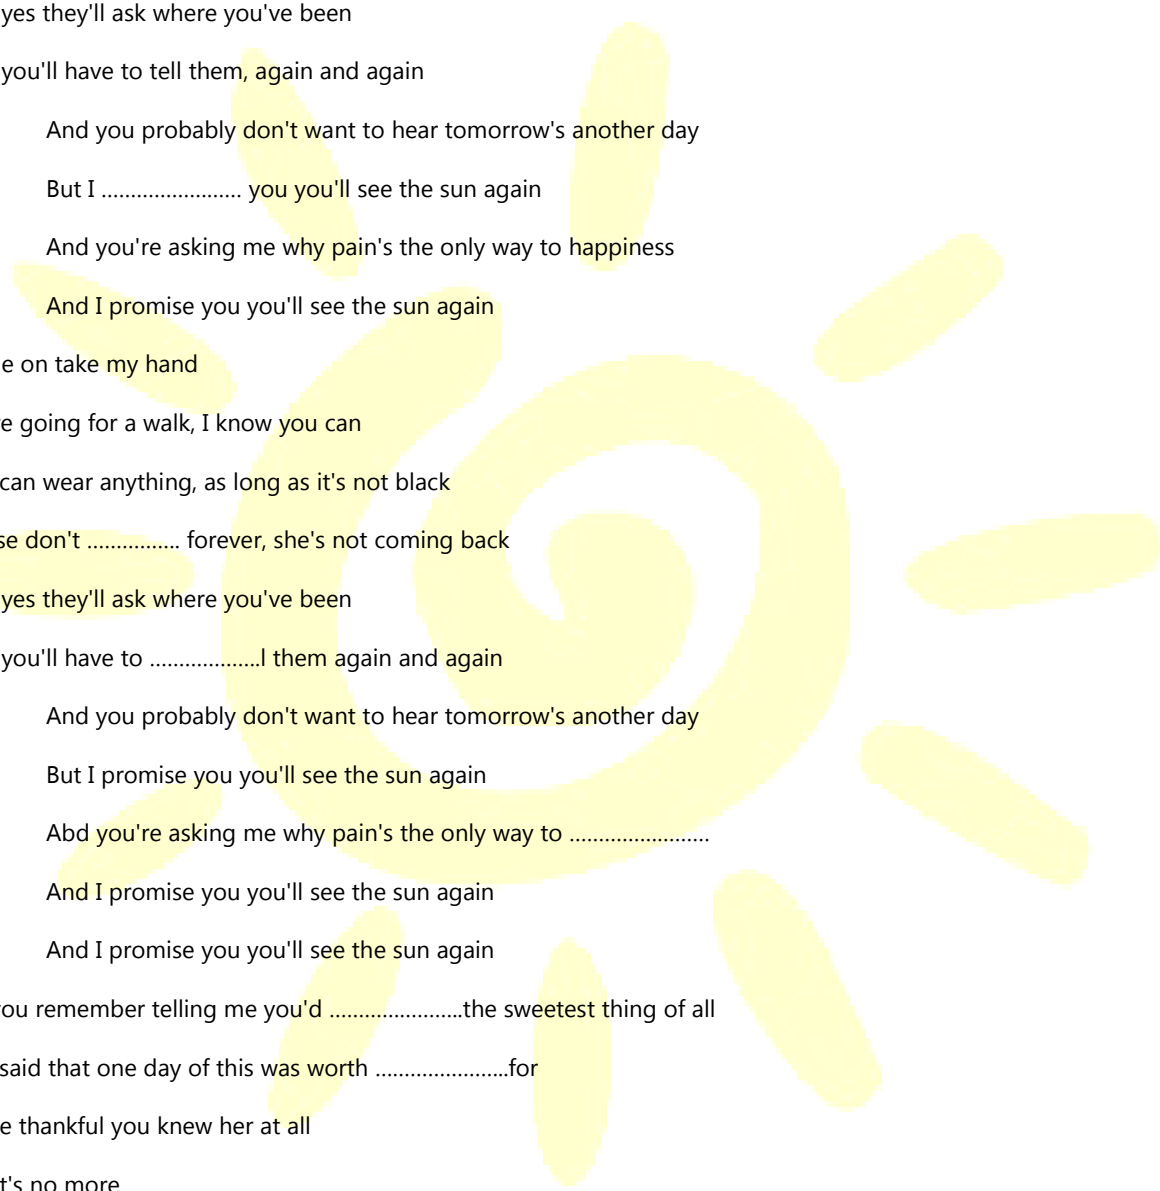 yes they'll ask where you've been
you'll have to tell them, again and again
And you probably don't want to hear tomorrow's another day
But I ........................ you you'll see the sun again
And you're asking me why pain's the only way to happiness
And I promise you you'll see the sun again
e on take my hand
e going for a walk, I know you can
can wear anything, as long as it's not black
se don't ................ forever, she's not coming back
yes they'll ask where you've been
you'll have to ...................l them again and again
And you probably don't want to hear tomorrow's another day
But I promise you you'll see the sun again
Abd you're asking me why pain's the only way to ........................
And I promise you you'll see the sun again
And I promise you you'll see the sun again
ou remember telling me you'd .......................the sweetest thing of all
said that one day of this was worth .......................for
e thankful you knew her at all
t's no more